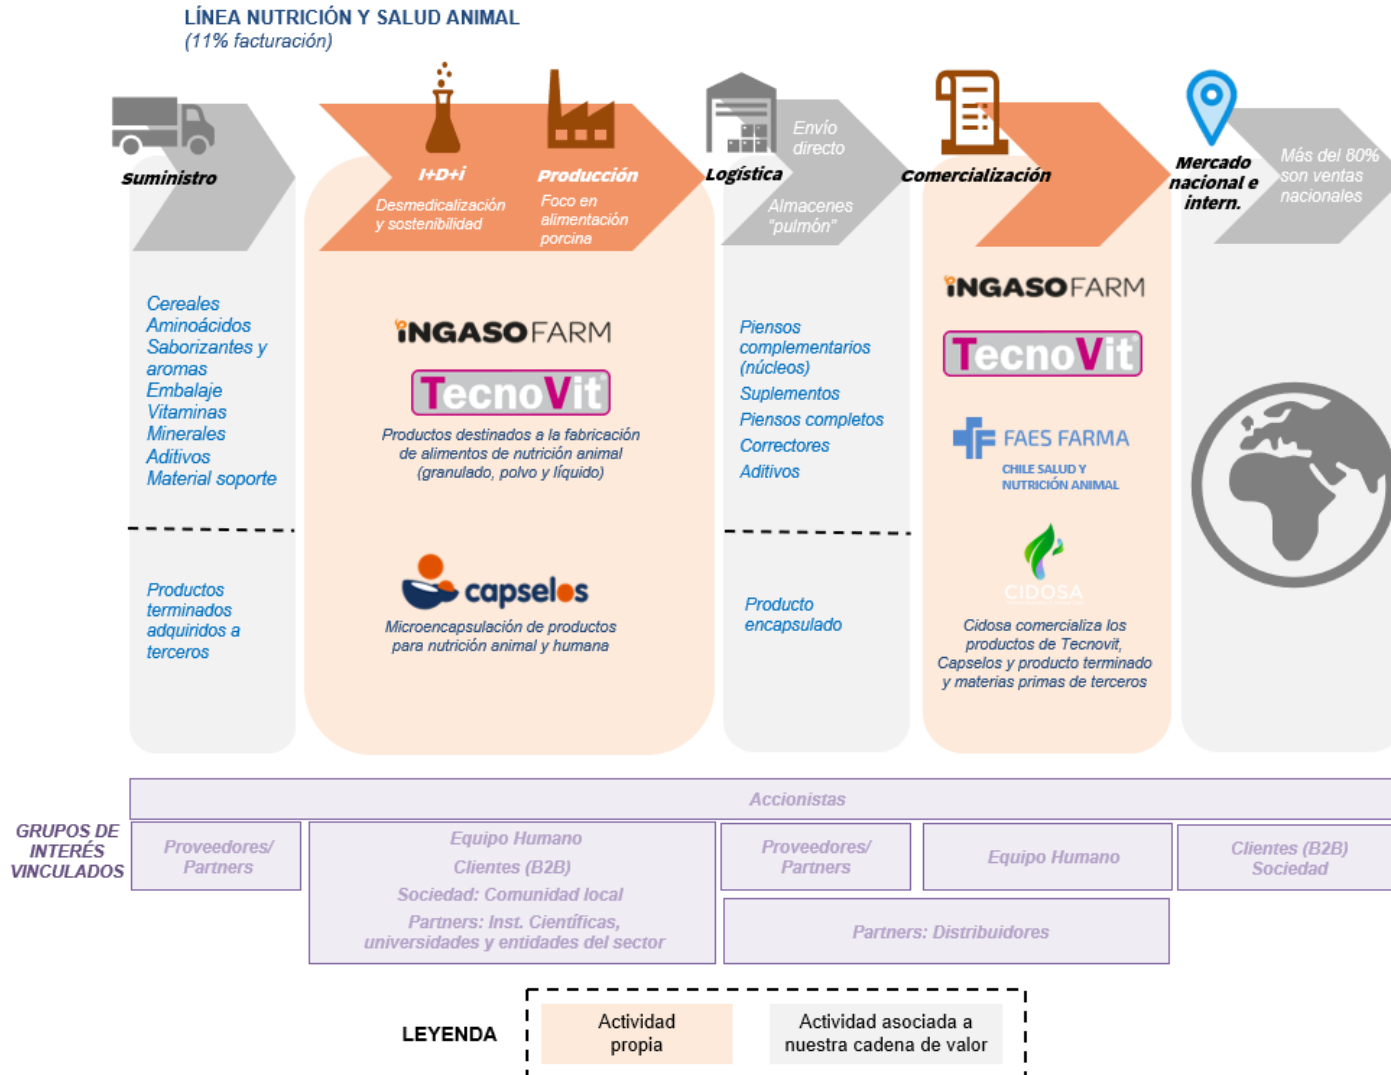 LÍNEA NUTRICIÓN Y SALUD ANIMAL
(11% facturación)
Suministro
I+D+i
Desmedicalización
y sostenibilidad
Producción
Foco en
alimentación
porcina
Logística
Envío
directo
Almacenes
"pulmón"
Comercialización
Mercado
nacional e
intern.
Más del 80%
son ventas
nacionales
Cereales
Aminoácidos
Saborizantes y
aromas
Embalaje
Vitaminas
Minerales
Aditivos
Material soporte
Productos
terminados
adquiridos a
terceros
INGASO FARM
TecnoVit
Productos destinados a la fabricación
de alimentos de nutrición animal
(granulado, polvo y líquido)
capselos
Microencapsulación de productos
para nutrición animal y humana
Piensos
complementarios
(núcleos)
Suplementos
Piensos completos
Correctores
Aditivos
Producto
encapsulado
INGASO FARM
TecnoVit
FAES FARMA
CHILE SALUD Y
NUTRICIÓN ANIMAL
CIDOSA
Cidosa comercializa los
productos de Tecnovit,
Capselos y producto terminado
y materias primas de terceros
GRUPOS DE
INTERÉS
VINCULADOS
Accionistas
Proveedores/
Partners
Equipo Humano
Clientes (B2B)
Sociedad: Comunidad local
Partners: Inst. Científicas,
universidades y entidades del sector
Proveedores/
Partners
Equipo Humano
Clientes (B2B)
Sociedad
Partners: Distribuidores
LEYENDA
Actividad
propia
Actividad asociada a
nuestra cadena de valor